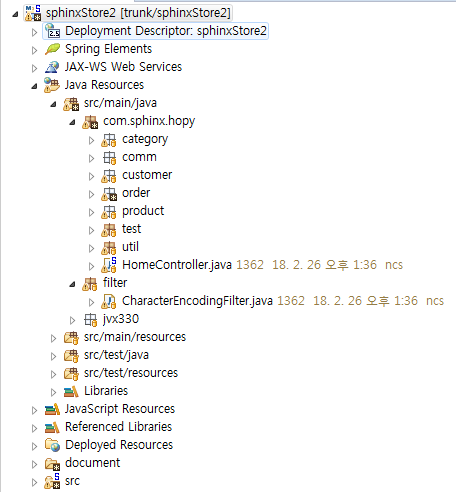 sphinxStore2 [trunk/sphinxStore2]
Deployment Descriptor: sphinxStore2
Spring Elements
JAX-WS Web Services
Java Resources
src/main/java
com.sphinx.hopy
category
comm
customer
order
product
test
util
HomeController.java 1362 18. 2. 26 오후 1:36 ncs
filter
CharacterEncodingFilter.java 1362 18. 2. 26 오후 1:36 ncs
jvx330
src/main/resources
src/test/java
src/test/resources
Libraries
JavaScript Resources
Referenced Libraries
Deployed Resources
document
src